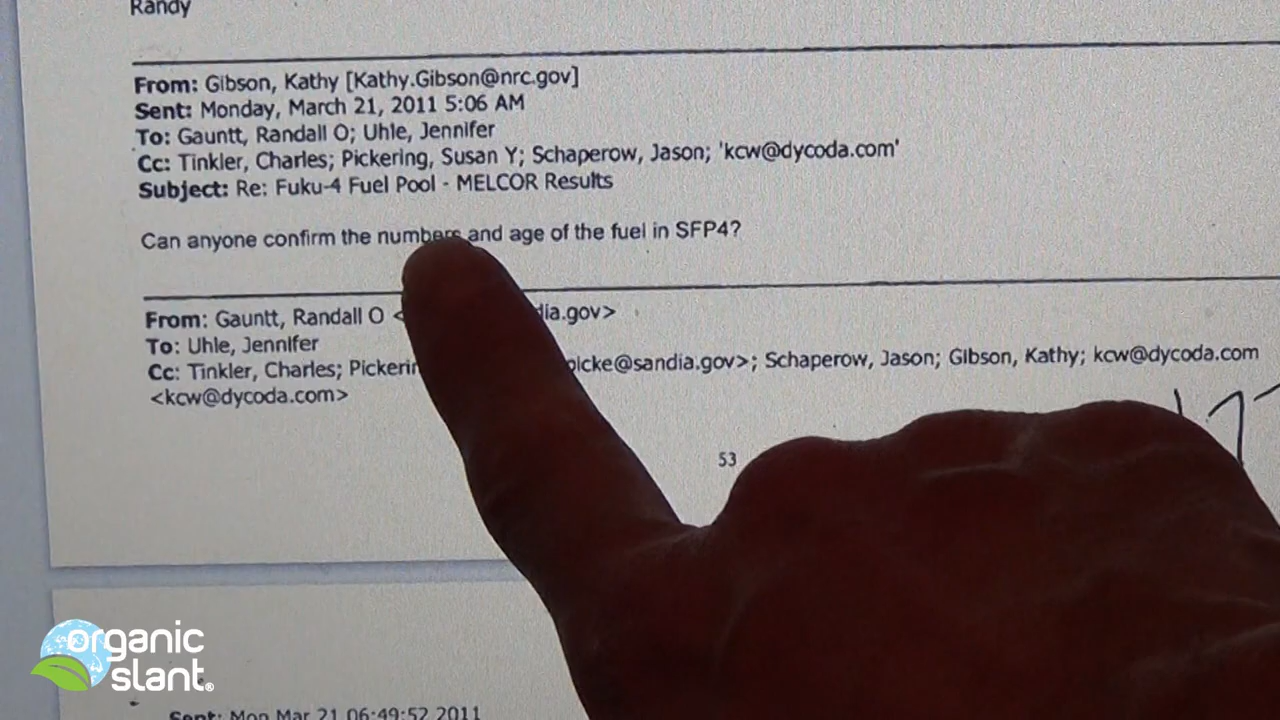 Randy
From: Gibson, Kathy [Kathy.Gibson@nrc.gov]
Sent: Monday, March 21, 2011 5:06 AM
To: Gauntt, Randall O; Uhle, Jennifer
Cc: Tinkler, Charles; Pickering, Susan Y; Schaperow, Jason; 'kcw@dycoda.com'
Subject: Re: Fuku-4 Fuel Pool - MELCOR Results
Can anyone confirm the numbers and age of the fuel in SFP4?
From: Gauntt, Randall O < dia.gov>
To: Uhle, Jennifer
Cc: Tinkler, Charles; Pickerin picke@sandia.gov>; Schaperow, Jason; Gibson, Kathy; kcw@dycoda.com
<kcw@dycoda.com>
53
organic
slant®
Sent: Mon Mar 21 06:49:52 2011